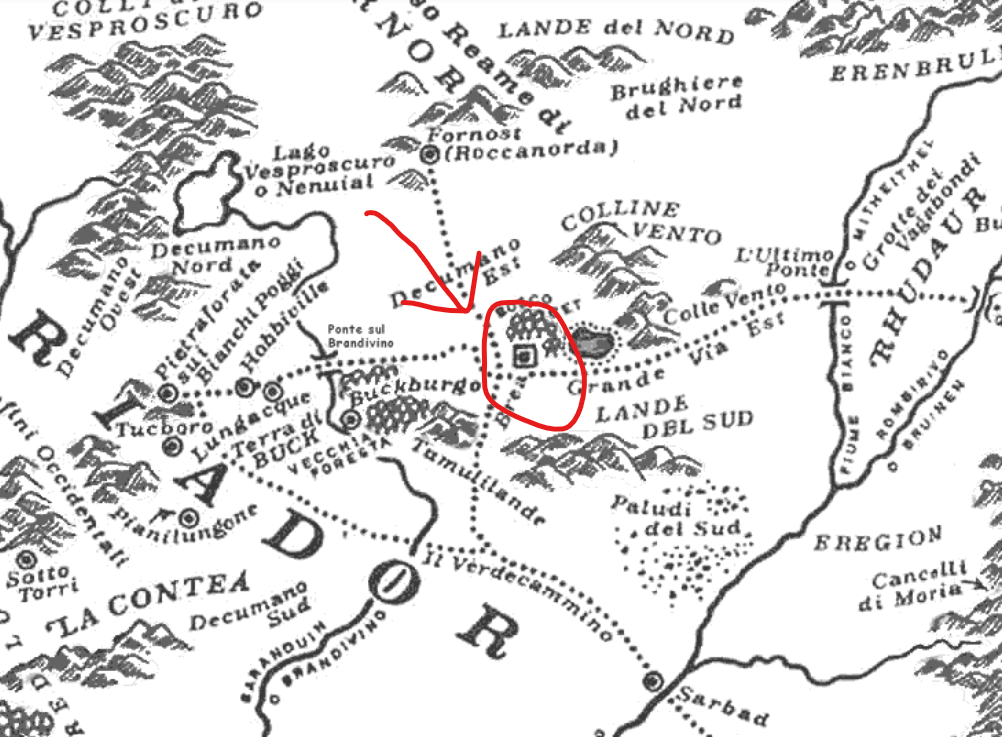 COLLI
VESPROSCURO
NOR
Reame di
LANDE del NORD
Brughiere
del Nord
Fornost
(Roccanorda)
Lago
Vesproscuro
o Nenuial
COLLINE
VENTO
Decumano
Nord
Decumano
Ovest
Decumano
Est
L'Ultimo
Ponte
MITHEITHEL
Grotte dei
Vagabondi
RHUDAUR
Pietraforata
sui
Bianchi Poggi
Hobbiville
Ponte sul
Brandivino
BOSCO
Colle Vento
Grande Via Est
Brea
Buckburgo
Lungacque
Terra di
BUCK
VECCHIA
FORESTA
Tucboro
LANDE
DEL SUD
FIUME BIANCO
ROMBIRIVO
o BRUINEN
Tumulilande
Pianilungone
Occidentali
Paludi
del Sud
EREGION
Cancelli
di Moria
Sotto
Torri
LA CONTEA
Decumano
Sud
Il Verdecammino
R I A D O R
BARANDUIN
o BRANDIVINO
Sarbad